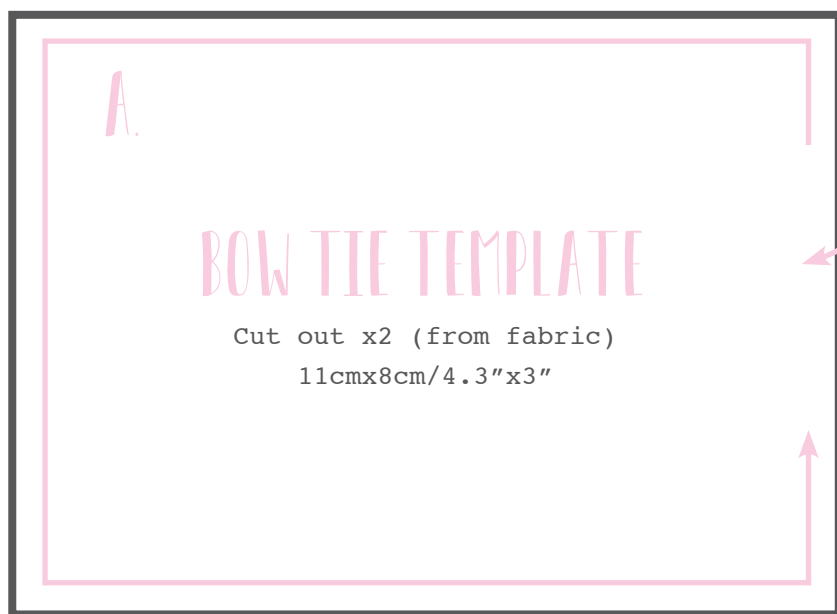 A.
BOW TIE TEMPLATE
Cut out x2 (from fabric)
11cmx8cm/4.3″x3″